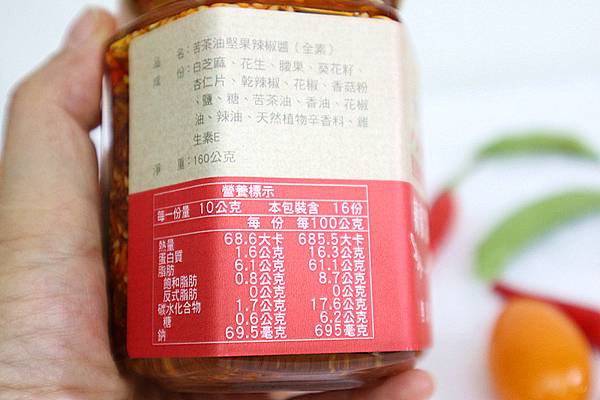 品 名：苦茶油堅果辣椒醬（全素）
成 份：白芝麻、花生、腰果、葵花籽、
杏仁片、乾辣椒、花椒、香菇粉
、鹽、糖、苦茶油、香油、花椒
油、辣油、天然植物辛香料、維
生素E
淨 重：160公克
營養標示
每一份量 10公克 本包裝含 16份
每 份 每100公克
熱量 68.6大卡 685.5大卡
蛋白質 1.6公克 16.3公克
脂肪 6.1公克 61.1公克
飽和脂肪 0.8公克 8.7公克
反式脂肪 0公克 0公克
碳水化合物 1.7公克 17.6公克
糖 0.6公克 6.2公克
鈉 69.5毫克 695毫克